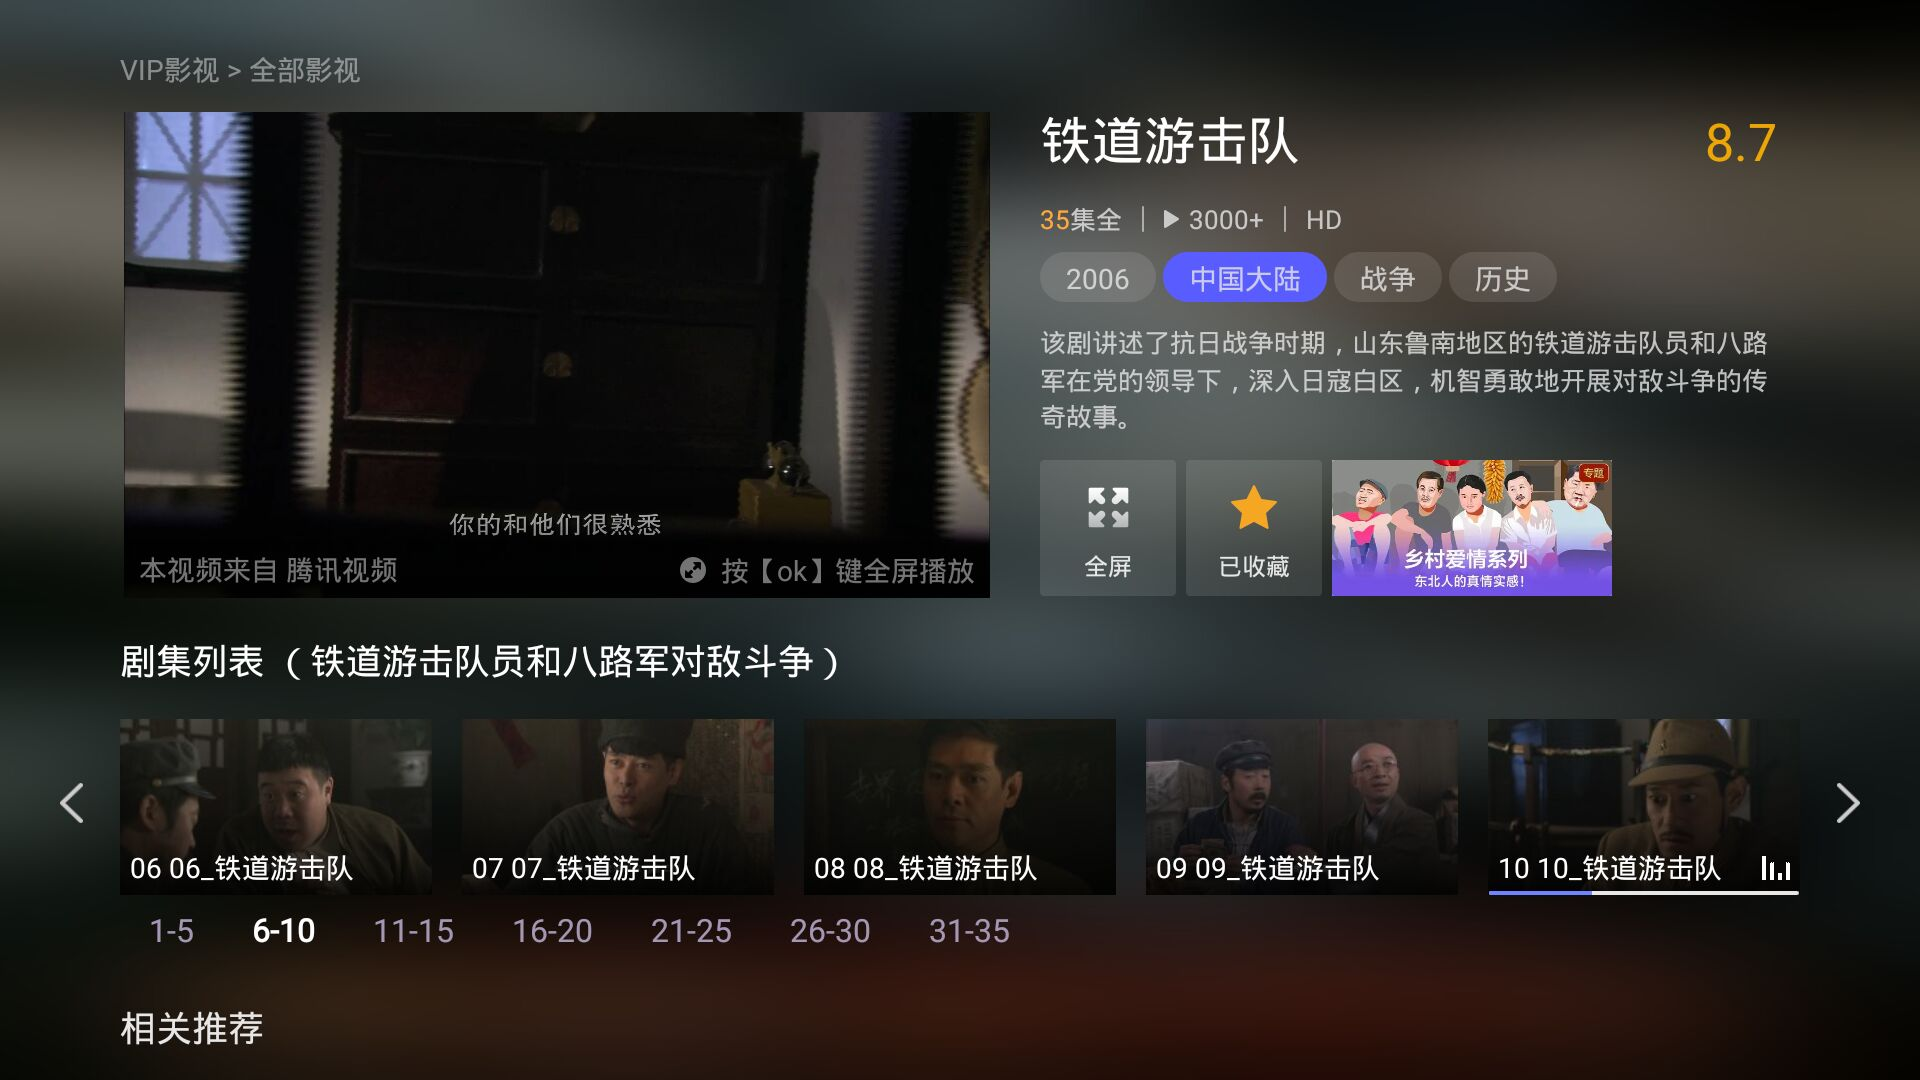 VIP影视 > 全部影视
铁道游击队
8.7
35集全 | 3000+ | HD
2006 中国大陆 战争 历史
该剧讲述了抗日战争时期，山东鲁南地区的铁道游击队员和八路
军在党的领导下，深入日寇白区，机智勇敢地开展对敌斗争的传
奇故事。
你的和他们很熟悉
本视频来自 腾讯视频
按【ok】键全屏播放
全屏
已收藏
专题
乡村爱情系列
东北人的真情实感！
剧集列表 （铁道游击队员和八路军对敌斗争）
06 06_铁道游击队
07 07_铁道游击队
08 08_铁道游击队
09 09_铁道游击队
10 10_铁道游击队
1-5 6-10 11-15 16-20 21-25 26-30 31-35
相关推荐